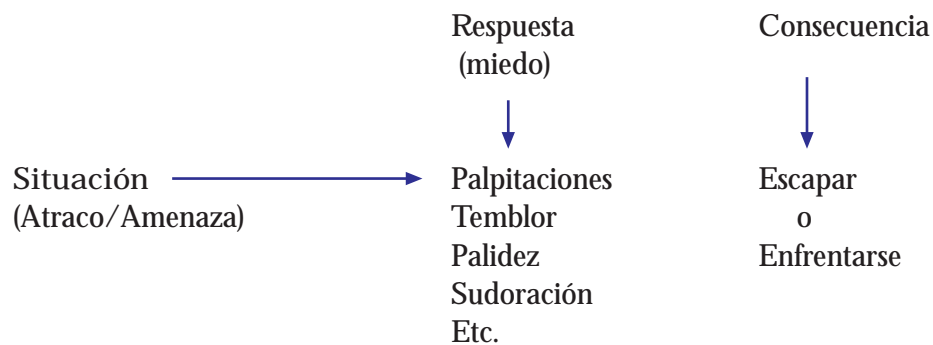 Respuesta
(miedo)
Consecuencia
Situación
(Atraco/Amenaza)
Palpitaciones
Temblor
Palidez
Sudoración
Etc.
Escapar
o
Enfrentarse